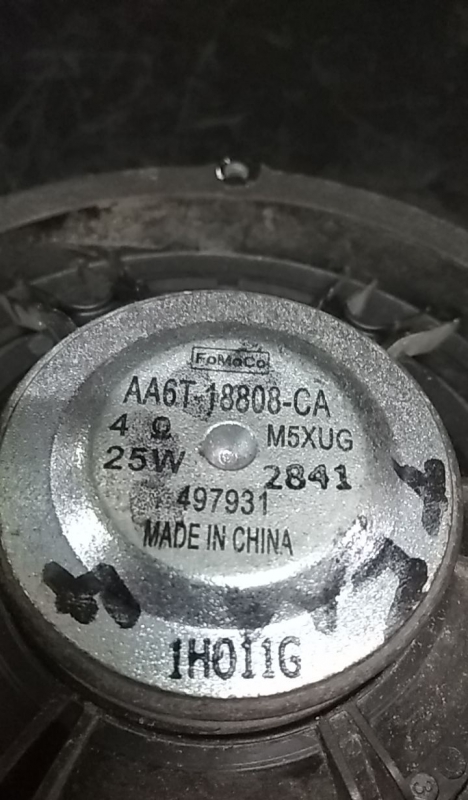 FoMoCo
AA6T-18808-CA
4 Ω M5XUG
25W 2841
497931
MADE IN CHINA
1H011G